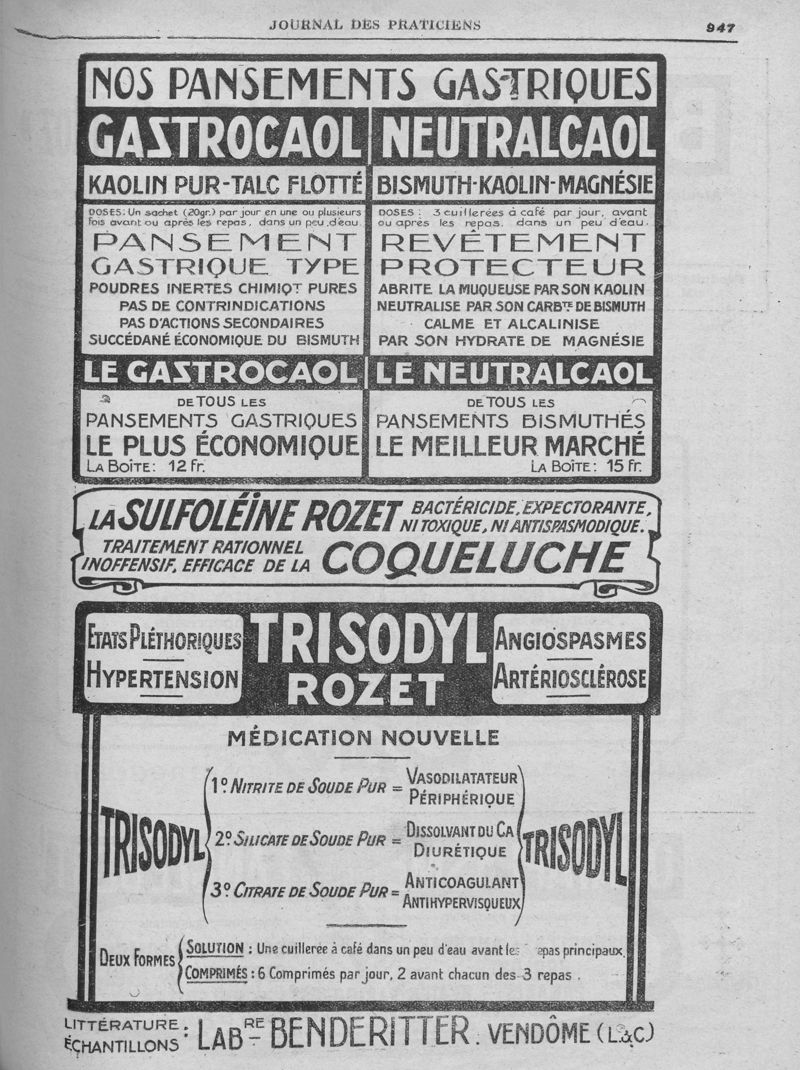 JOURNAL DES PRATICIENS
947
NOS PANSEMENTS GASTRIQUES
GASTROCAOL
KAOLIN PUR-TALC FLOTTÉ
DOSES: Un sachet (20gr.) par jour en une ou plusieurs
fois avant ou après les repas, dans un peu d'eau.
PANSEMENT
GASTRIQUE TYPE
POUDRES INERTES CHIMIQT PURES
PAS DE CONTRINDICATIONS
PAS D'ACTIONS SECONDAIRES
SUCCÉDANÉ ÉCONOMIQUE DU BISMUTH
LE GASTROCAOL
DE TOUS LES
PANSEMENTS GASTRIQUES
LE PLUS ÉCONOMIQUE
LA BOÎTE: 12 Fr.
NEUTRALCAOL
BISMUTH-KAOLIN-MAGNÉSIE
DOSES: 3 cuillerées à café par jour, avant
ou après les repas, dans un peu d'eau.
REVÊTEMENT
PROTECTEUR
ABRITE LA MUQUEUSE PAR SON KAOLIN
NEUTRALISE PAR SON CARBTE DE BISMUTH
CALME ET ALCALINISE
PAR SON HYDRATE DE MAGNÉSIE
LE NEUTRALCAOL
DE TOUS LES
PANSEMENTS BISMUTHÉS
LE MEILLEUR MARCHÉ
LA BOÎTE: 15 fr.
LA SULFOLÉÏNE ROZET BACTÉRICIDE, EXPECTORANTE,
NI TOXIQUE, NI ANTISPASMODIQUE.
TRAITEMENT RATIONNEL
INOFFENSIF, EFFICACE DE LA COQUELUCHE
ÉTATS PLÉTHORIQUES
HYPERTENSION
TRISODYL
ROZET
ANGIOSPASMES
ARTÉRIOSCLÉROSE
MÉDICATION NOUVELLE
TRISODYL
1º NITRITE DE SOUDE PUR = VASODILATATEUR
PÉRIPHÉRIQUE
2º SILICATE DE SOUDE PUR = DISSOLVANT DU CA
DIURÉTIQUE
3º CITRATE DE SOUDE PUR = ANTICOAGULANT
ANTIHYPERVISQUEUX
TRISODYL
DEUX FORMES
SOLUTION : Une cuillerée à café dans un peu d'eau avant les epas principaux.
COMPRIMÉS : 6 Comprimés par jour, 2 avant chacun des 3 repas.
LITTÉRATURE:
ÉCHANTILLONS:
LABRE BENDERITTER. VENDÔME (L.&C.)